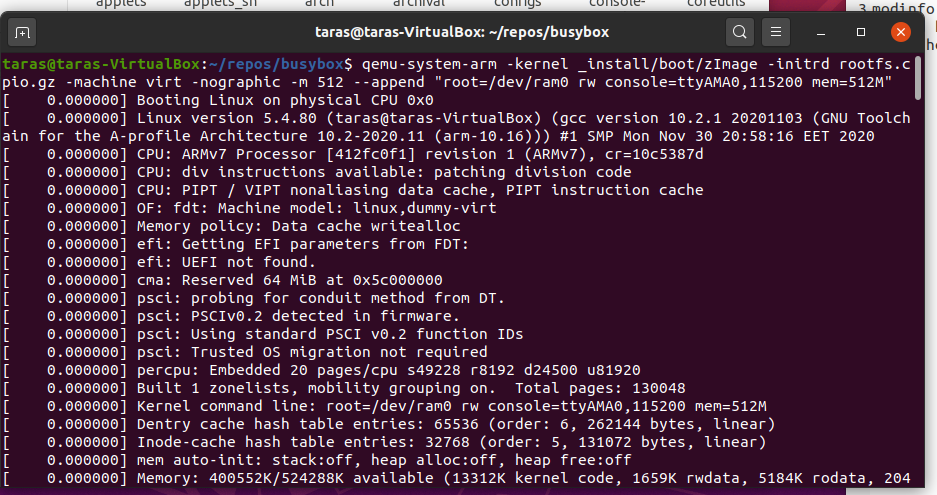 applets applets_sh arch archival configs console- coreutils
3 modinfo
taras@taras-VirtualBox: ~/repos/busybox
taras@taras-VirtualBox:~/repos/busybox$ qemu-system-arm -kernel _install/boot/zImage -initrd rootfs.c
pio.gz -machine virt -nographic -m 512 --append "root=/dev/ram0 rw console=ttyAMA0,115200 mem=512M"
[    0.000000] Booting Linux on physical CPU 0x0
[    0.000000] Linux version 5.4.80 (taras@taras-VirtualBox) (gcc version 10.2.1 20201103 (GNU Toolch
ain for the A-profile Architecture 10.2-2020.11 (arm-10.16))) #1 SMP Mon Nov 30 20:58:16 EET 2020
[    0.000000] CPU: ARMv7 Processor [412fc0f1] revision 1 (ARMv7), cr=10c5387d
[    0.000000] CPU: div instructions available: patching division code
[    0.000000] CPU: PIPT / VIPT nonaliasing data cache, PIPT instruction cache
[    0.000000] OF: fdt: Machine model: linux,dummy-virt
[    0.000000] Memory policy: Data cache writealloc
[    0.000000] efi: Getting EFI parameters from FDT:
[    0.000000] efi: UEFI not found.
[    0.000000] cma: Reserved 64 MiB at 0x5c000000
[    0.000000] psci: probing for conduit method from DT.
[    0.000000] psci: PSCIv0.2 detected in firmware.
[    0.000000] psci: Using standard PSCI v0.2 function IDs
[    0.000000] psci: Trusted OS migration not required
[    0.000000] percpu: Embedded 20 pages/cpu s49228 r8192 d24500 u81920
[    0.000000] Built 1 zonelists, mobility grouping on.  Total pages: 130048
[    0.000000] Kernel command line: root=/dev/ram0 rw console=ttyAMA0,115200 mem=512M
[    0.000000] Dentry cache hash table entries: 65536 (order: 6, 262144 bytes, linear)
[    0.000000] Inode-cache hash table entries: 32768 (order: 5, 131072 bytes, linear)
[    0.000000] mem auto-init: stack:off, heap alloc:off, heap free:off
[    0.000000] Memory: 400552K/524288K available (13312K kernel code, 1659K rwdata, 5184K rodata, 204